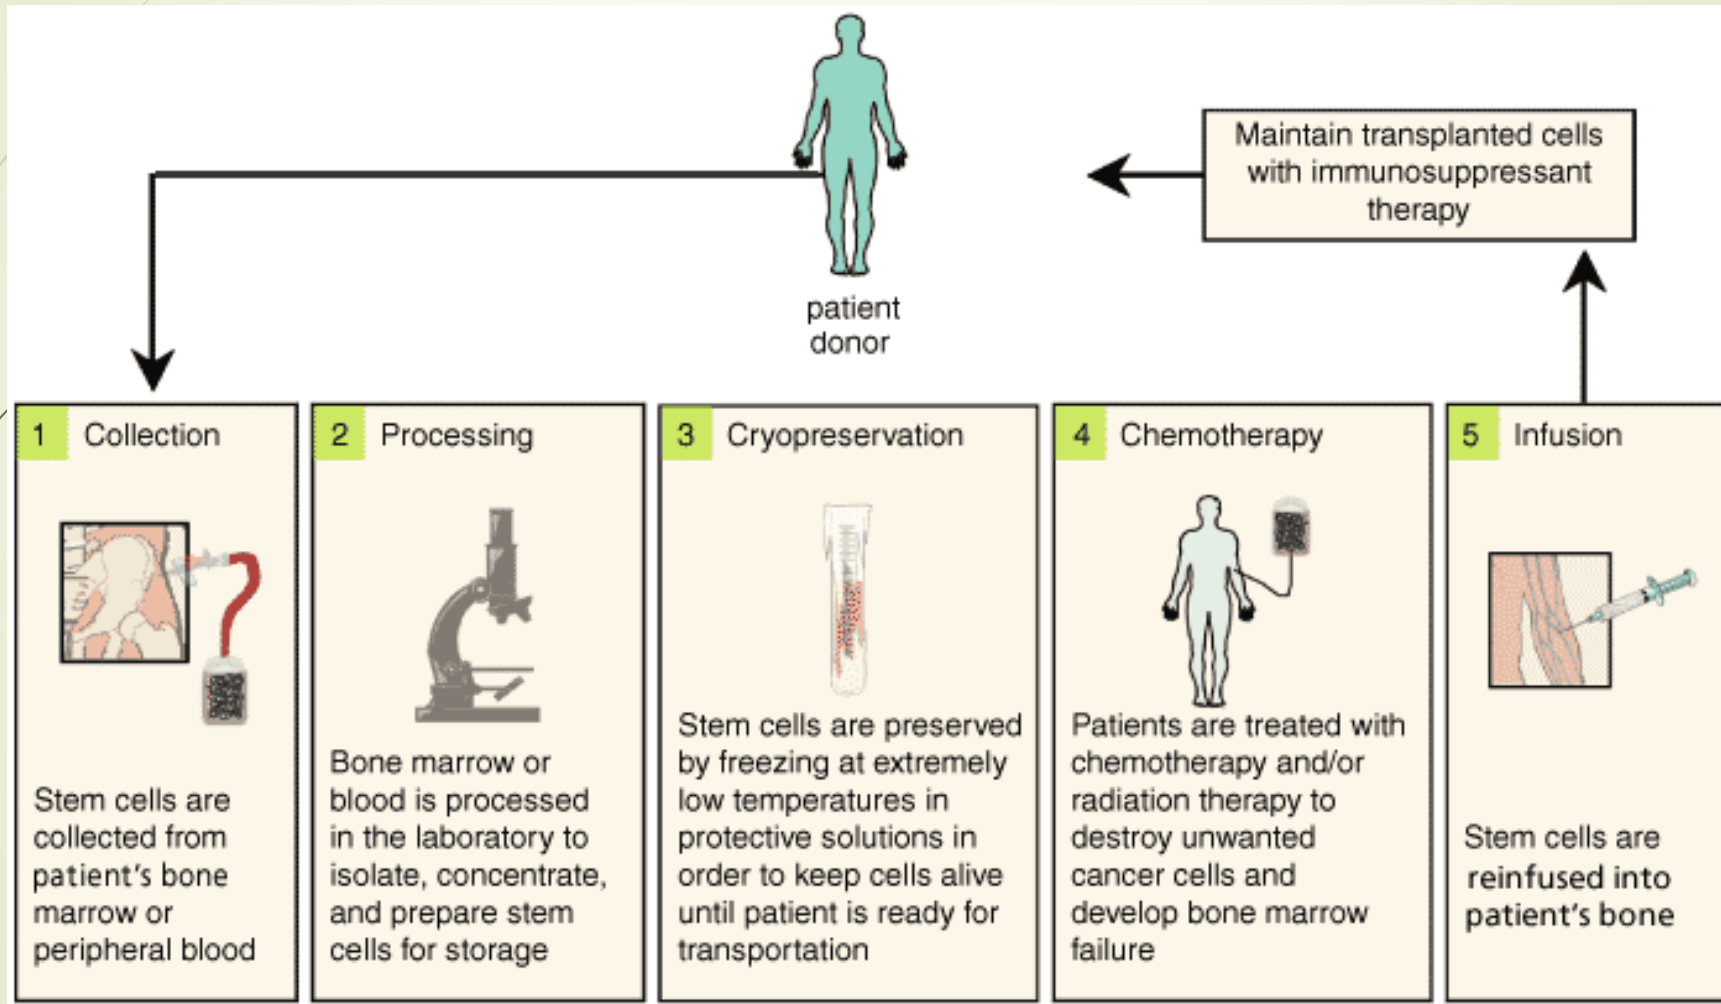 Maintain transplanted cells
with immunosuppressant
therapy
patient
donor
1 Collection
Stem cells are
collected from
patient's bone
marrow or
peripheral blood
2 Processing
Bone marrow or
blood is processed
in the laboratory to
isolate, concentrate,
and prepare stem
cells for storage
3 Cryopreservation
Stem cells are preserved
by freezing at extremely
low temperatures in
protective solutions in
order to keep cells alive
until patient is ready for
transportation
4 Chemotherapy
Patients are treated with
chemotherapy and/or
radiation therapy to
destroy unwanted
cancer cells and
develop bone marrow
failure
5 Infusion
Stem cells are
reinfused into
patient's bone